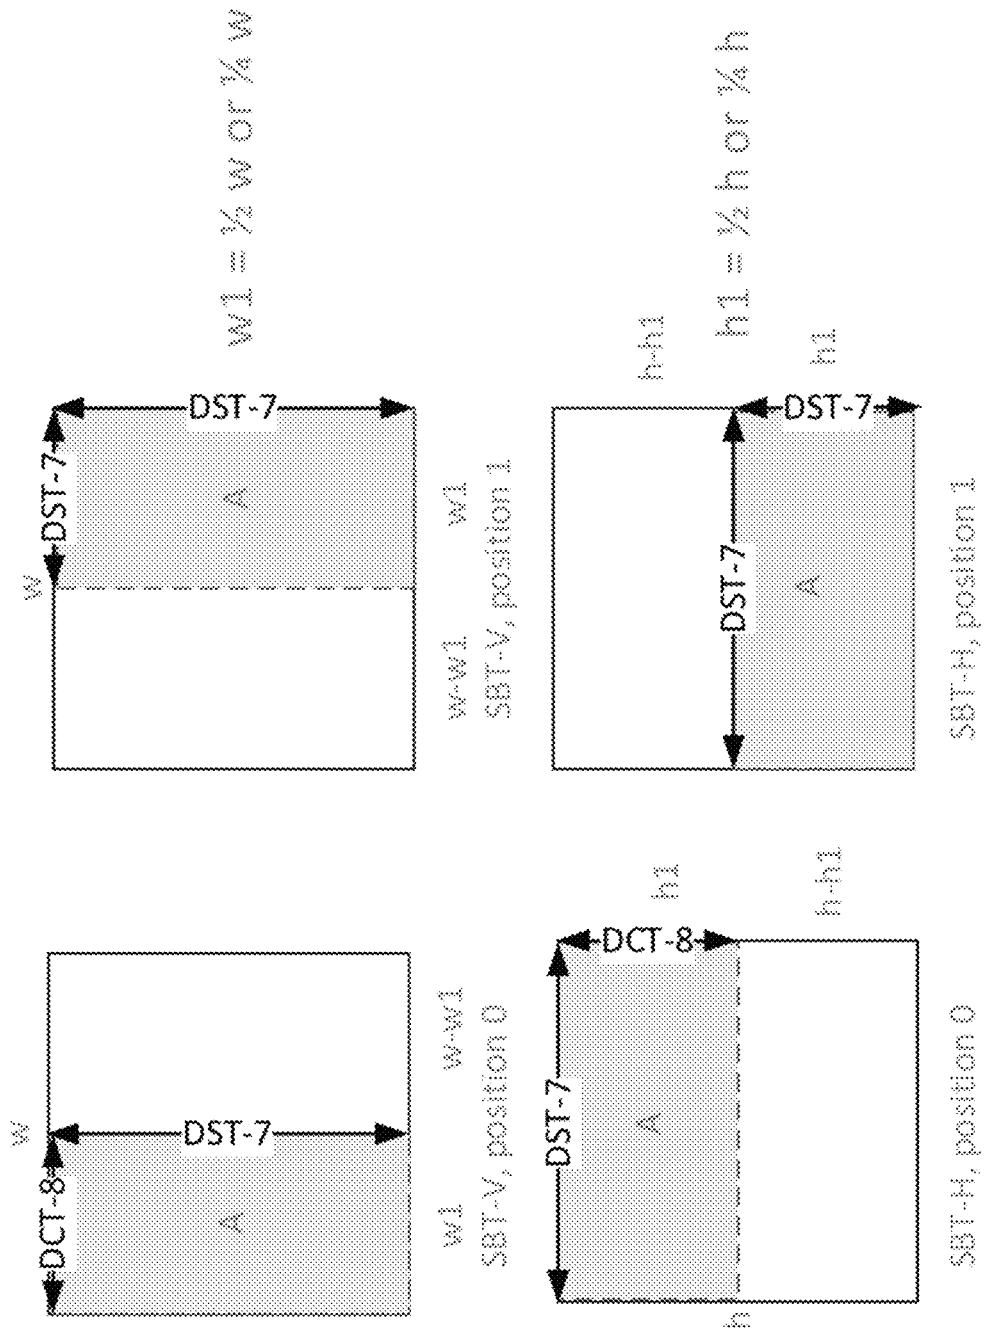 w
DCT-8
DST-7
A
w1
w-w1
SBT-V, position 0
w
DST-7
DST-7
A
w-w1
w1
SBT-V, position 1
w1 = ½ w or ¼ w
h
DST-7
DCT-8
A
h1
h-h1
SBT-H, position 0
DST-7
DST-7
A
h-h1
h1
SBT-H, position 1
h1 = ½ h or ¼ h